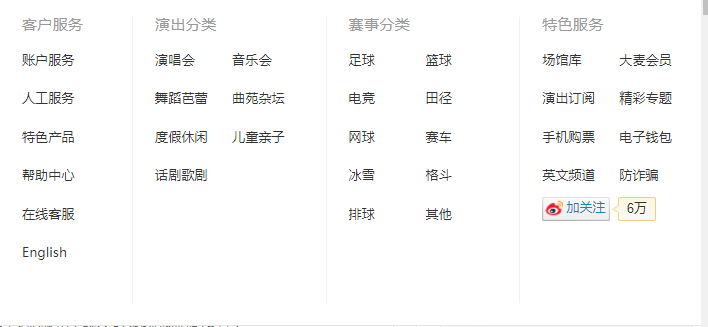 客户服务
账户服务
人工服务
特色产品
帮助中心
在线客服
English
演出分类
演唱会 音乐会
舞蹈芭蕾 曲苑杂坛
度假休闲 儿童亲子
话剧歌剧
赛事分类
足球 篮球
电竞 田径
网球 赛车
冰雪 格斗
排球 其他
特色服务
场馆库 大麦会员
演出订阅 精彩专题
手机购票 电子钱包
英文频道 防诈骗
加关注 6万